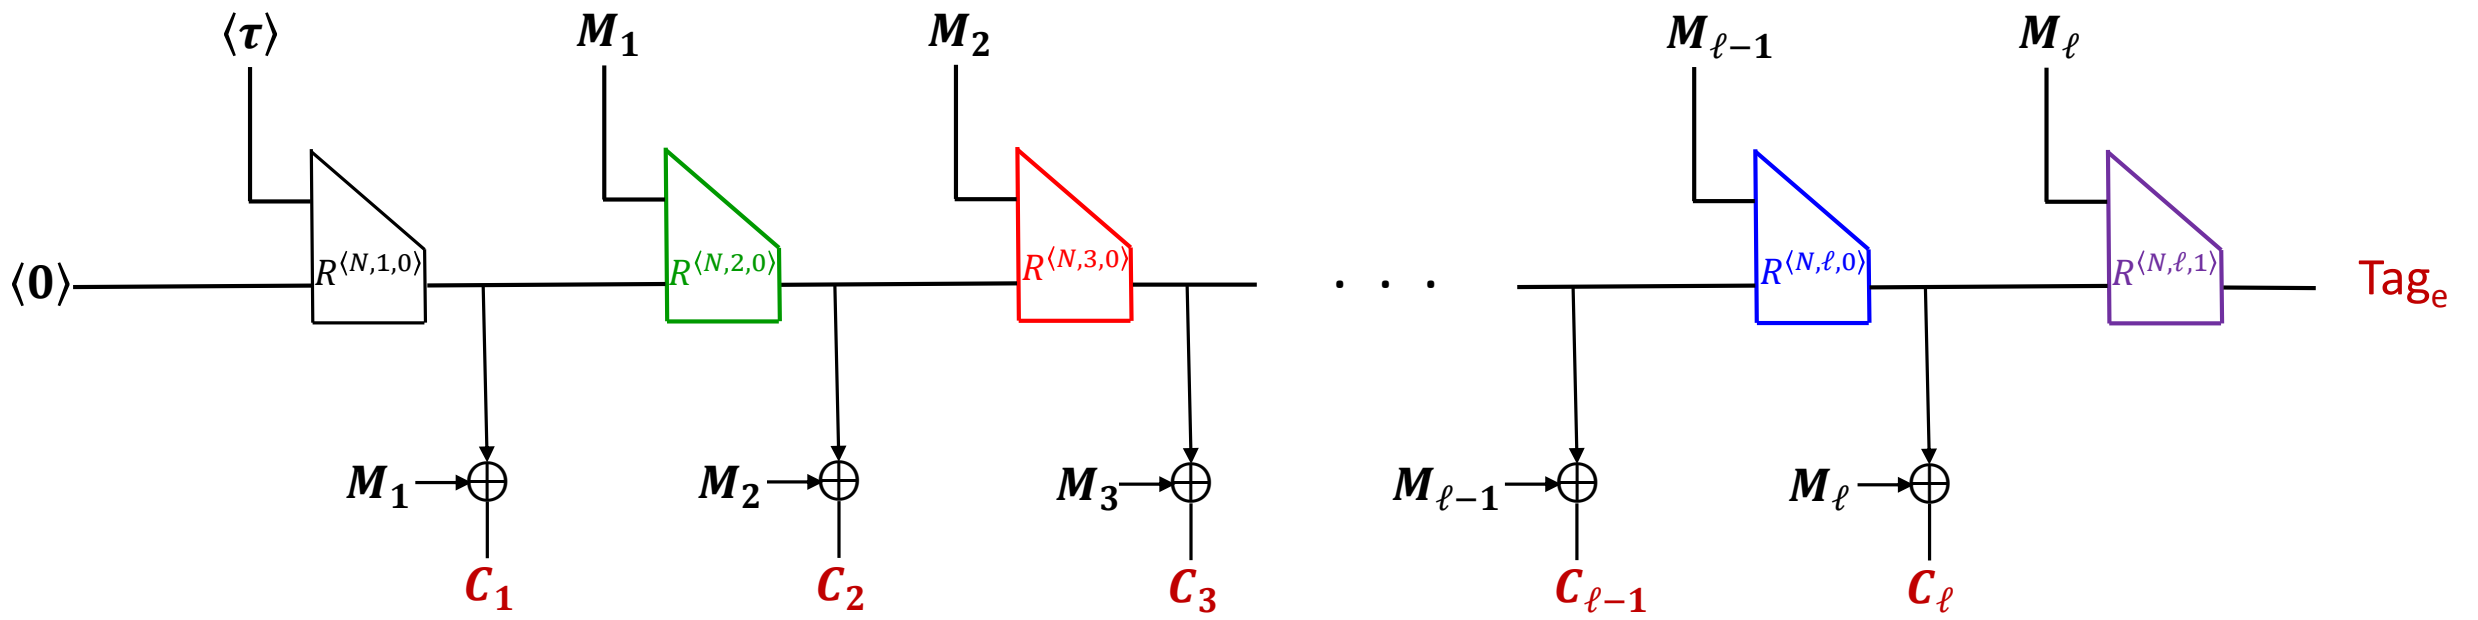 ⟨τ⟩ M₁ M₂ Mℓ₋₁ Mℓ
⟨0⟩ R^⟨N,1,0⟩ R^⟨N,2,0⟩ R^⟨N,3,0⟩ . . . R^⟨N,ℓ,0⟩ R^⟨N,ℓ,1⟩ Tagₑ
M₁ M₂ M₃ Mℓ₋₁ Mℓ
C₁ C₂ C₃ Cℓ₋₁ Cℓ